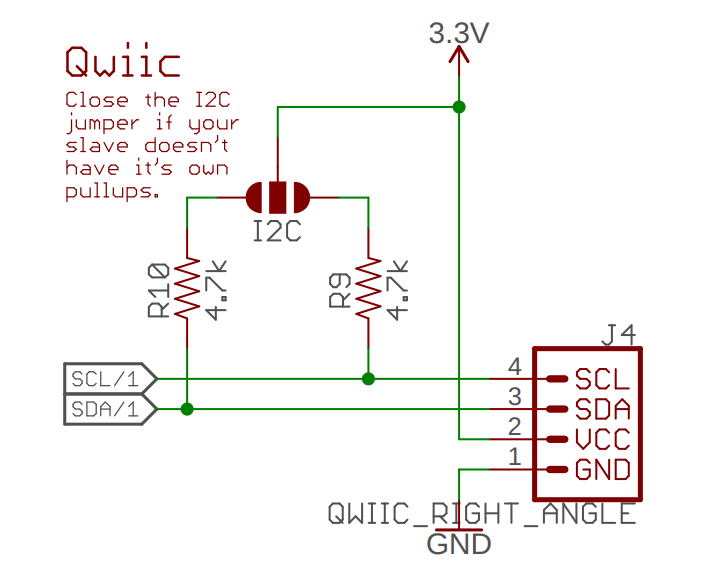 3.3V
Qwiic
Close the I2C
jumper if your
slave doesn't
have it's own
pullups.
I2C
R10
4.7k
R9
4.7k
J4
SCL/1
4
SCL
SDA/1
3
SDA
2
VCC
1
GND
QWIIC_RIGHT_ANGLE
GND